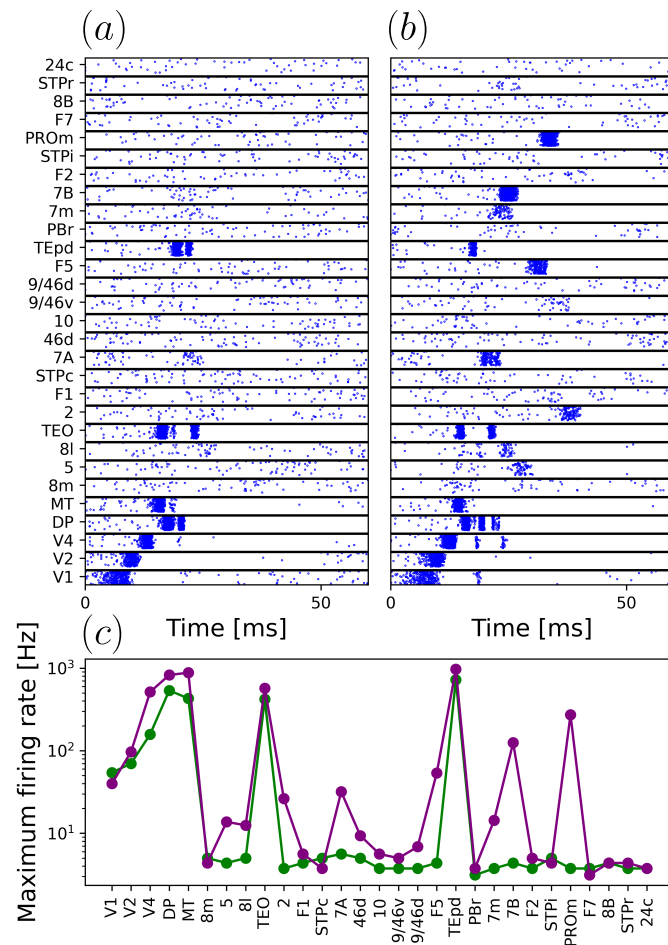 (a) (b)
24c
STPr
8B
F7
PROm
STPi
F2
7B
7m
PBr
TEpd
F5
9/46d
9/46v
10
46d
7A
STPc
F1
2
TEO
8l
5
8m
MT
DP
V4
V2
V1
0 50 0 50
Time [ms] Time [ms]
(c)
Maximum firing rate [Hz]
10³
10²
10¹
V1 V2 V4 DP MT 8m 5 8l TEO 2 F1 STPc 7A 46d 10 9/46v 9/46d F5 TEpd PBr 7m 7B F2 STPi PROm F7 8B STPr 24c